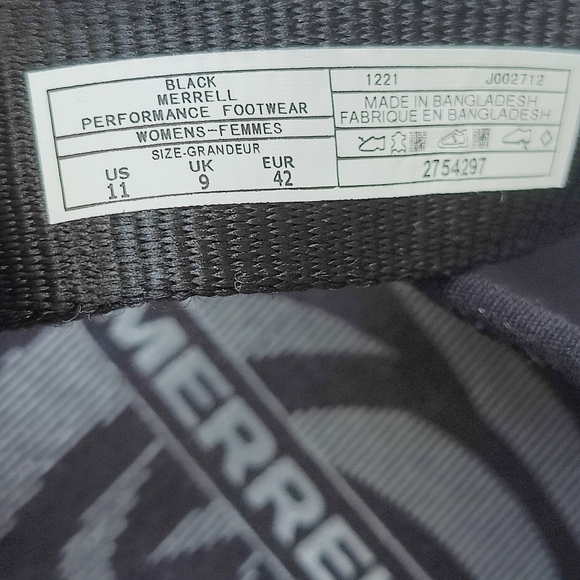 BLACK
MERRELL
PERFORMANCE FOOTWEAR
WOMENS-FEMMES
SIZE-GRANDEUR
US UK EUR
11 9 42
1221 J002712
MADE IN BANGLADESH
FABRIQUE EN BANGLADESH
2754297
MERRE